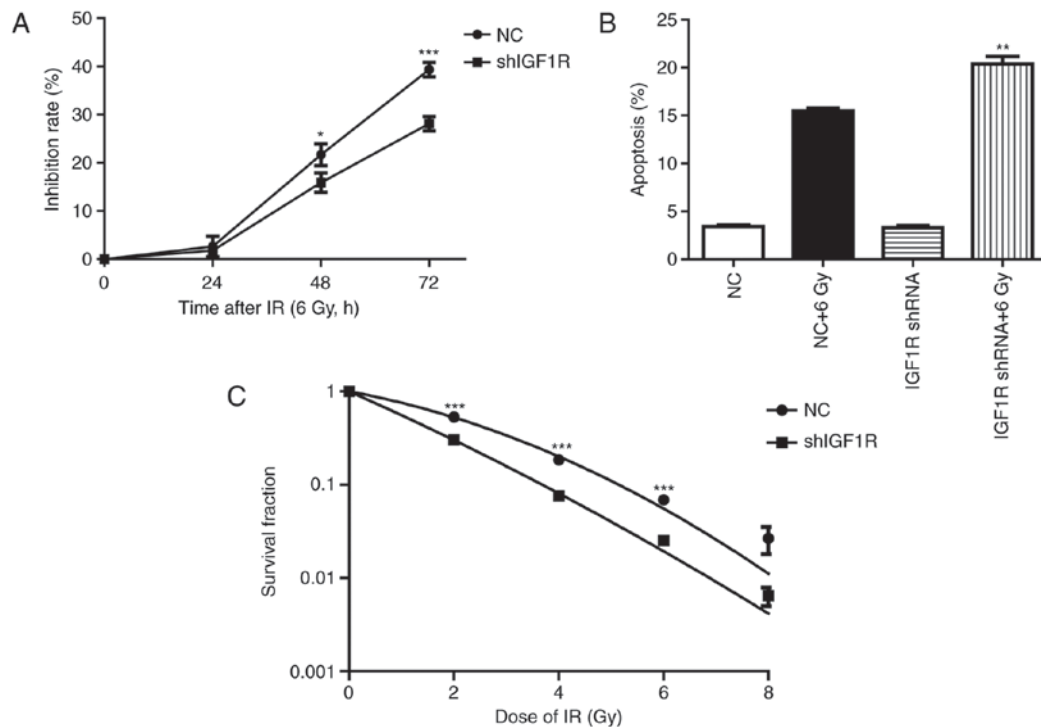 A
50
40
30
20
10
0
Inhibition rate (%)
0 24 48 72
Time after IR (6 Gy, h)
*
***
NC
shIGF1R
B
25
20
15
10
5
0
Apoptosis (%)
**
NC
NC+6 Gy
IGF1R shRNA
IGF1R shRNA+6 Gy
C
1
0.1
0.01
0.001
Survival fraction
***
***
***
NC
shIGF1R
0 2 4 6 8
Dose of IR (Gy)